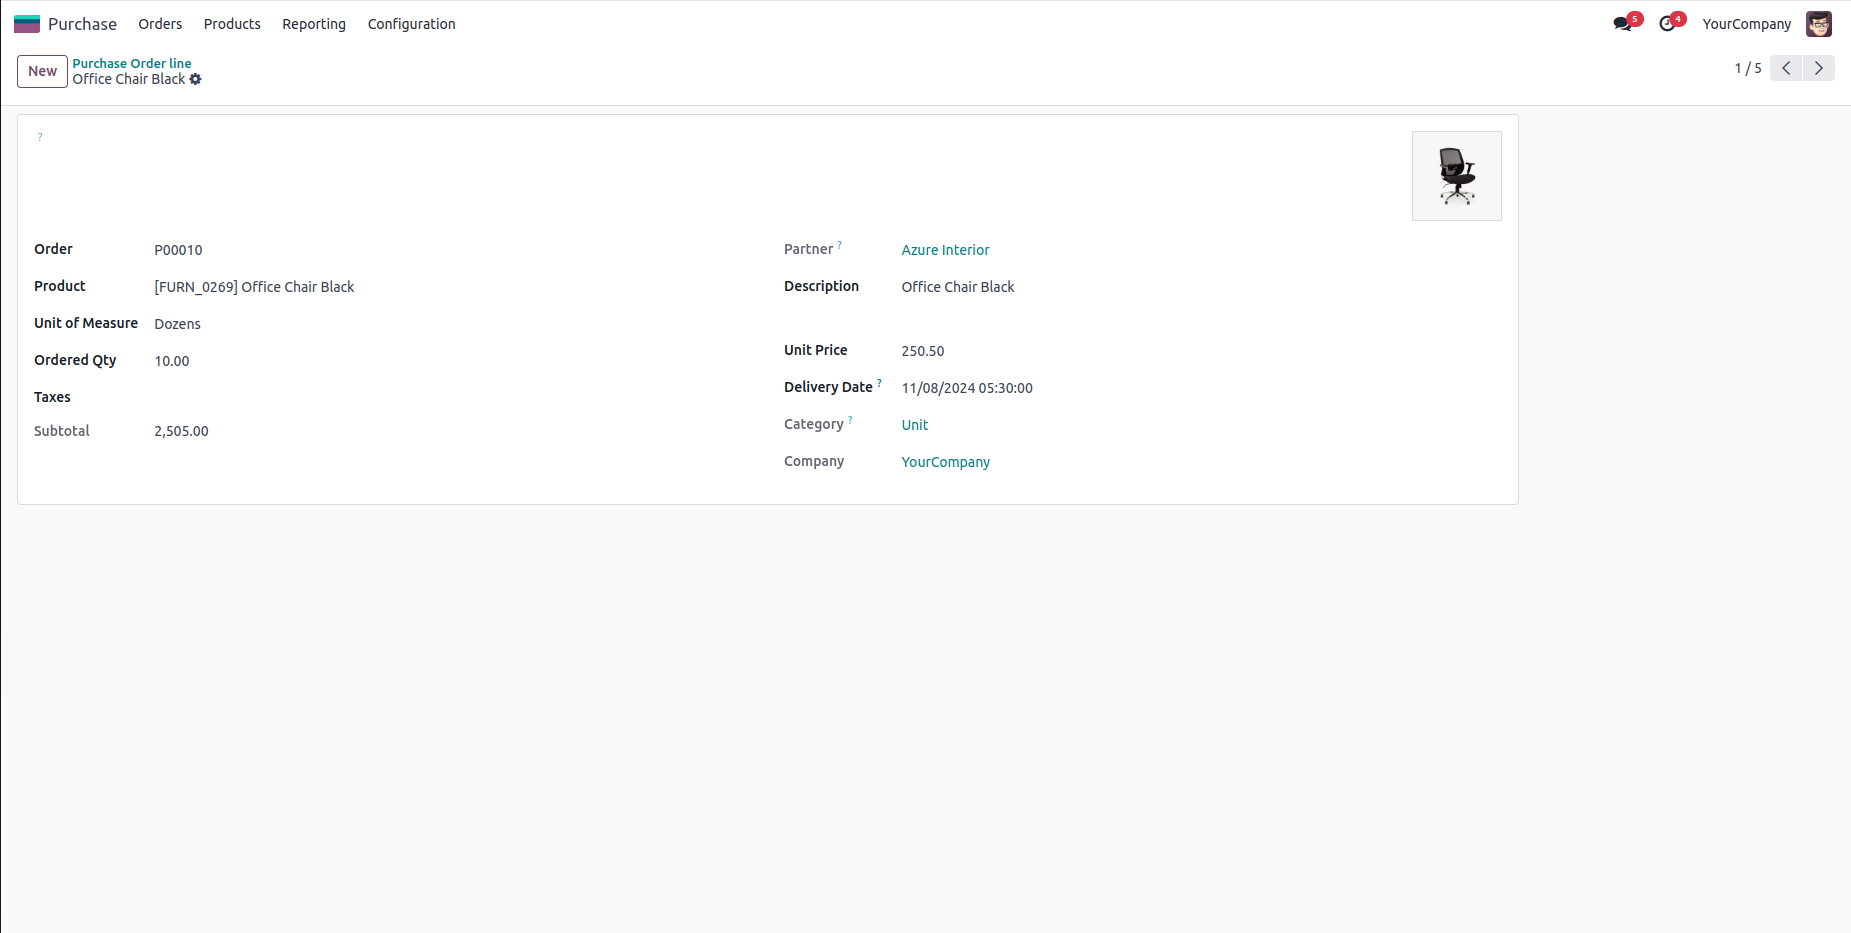 Purchase Orders Products Reporting Configuration 5 4 YourCompany
New Purchase Order line
Office Chair Black
1 / 5
?
Order P00010
Partner ? Azure Interior
Product [FURN_0269] Office Chair Black
Description Office Chair Black
Unit of Measure Dozens
Unit Price 250.50
Ordered Qty 10.00
Delivery Date ? 11/08/2024 05:30:00
Taxes
Category ? Unit
Subtotal 2,505.00
Company YourCompany